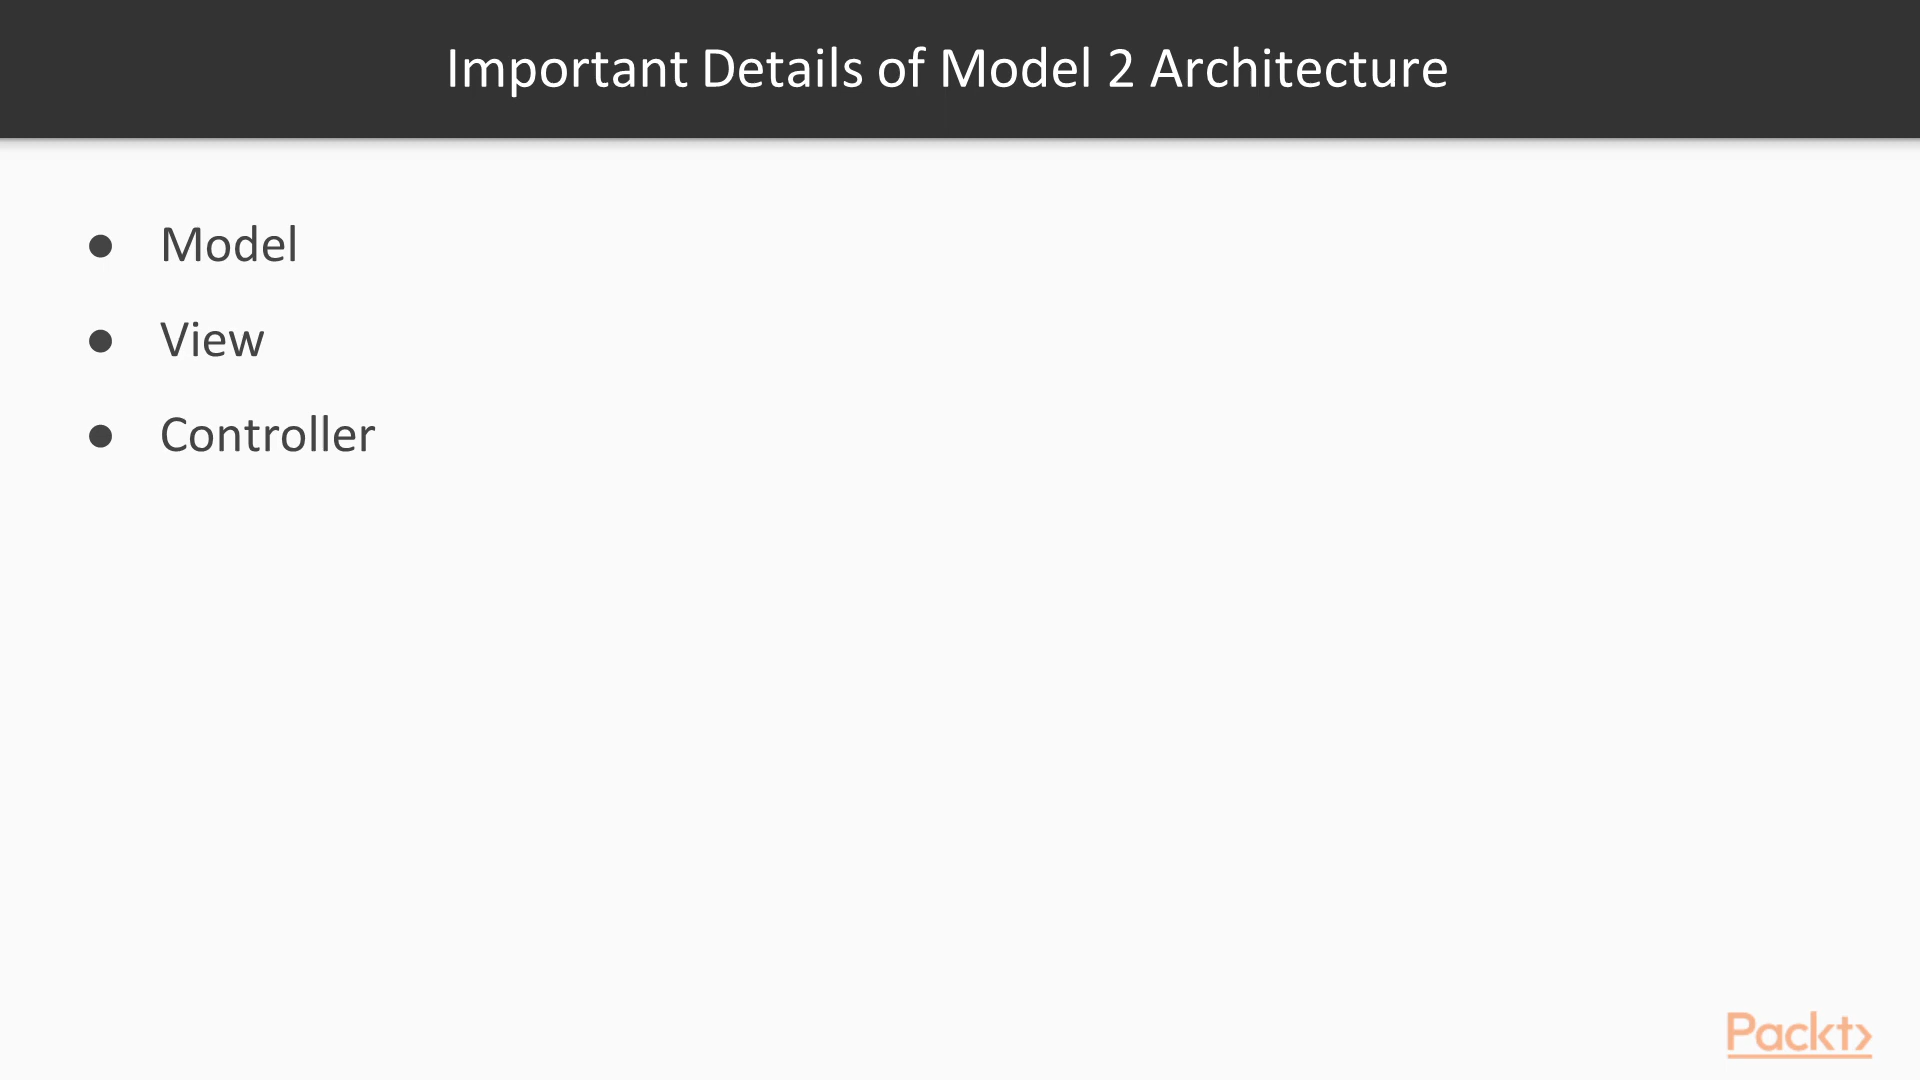 Important Details of Model 2 Architecture
● Model
● View
● Controller
Packt>